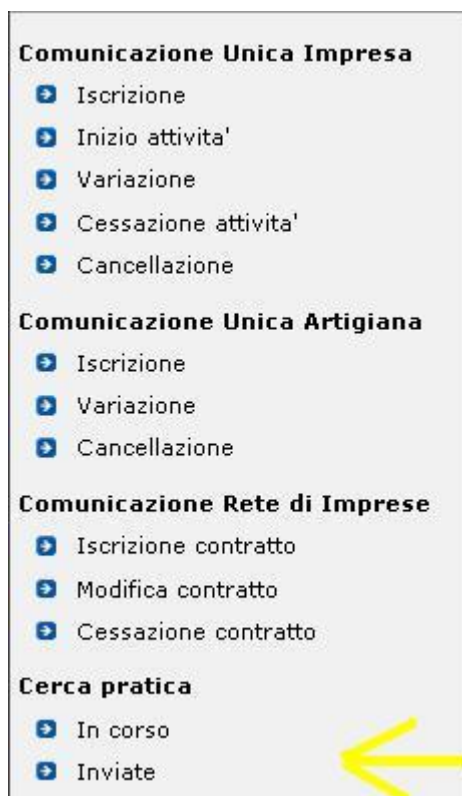 Comunicazione Unica Impresa
Iscrizione
Inizio attivita'
Variazione
Cessazione attivita'
Cancellazione
Comunicazione Unica Artigiana
Iscrizione
Variazione
Cancellazione
Comunicazione Rete di Imprese
Iscrizione contratto
Modifica contratto
Cessazione contratto
Cerca pratica
In corso
Inviate